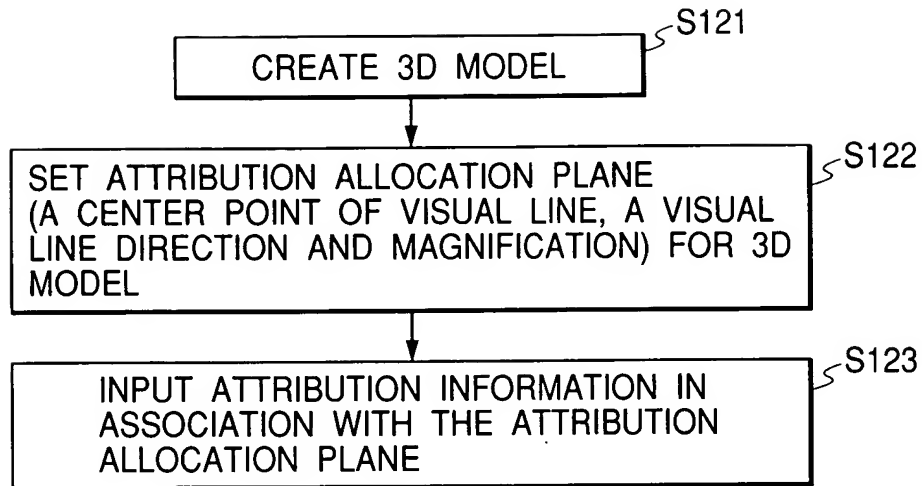 S121
CREATE 3D MODEL
S122
SET ATTRIBUTION ALLOCATION PLANE
(A CENTER POINT OF VISUAL LINE, A VISUAL
LINE DIRECTION AND MAGNIFICATION) FOR 3D
MODEL
S123
INPUT ATTRIBUTION INFORMATION IN
ASSOCIATION WITH THE ATTRIBUTION
ALLOCATION PLANE